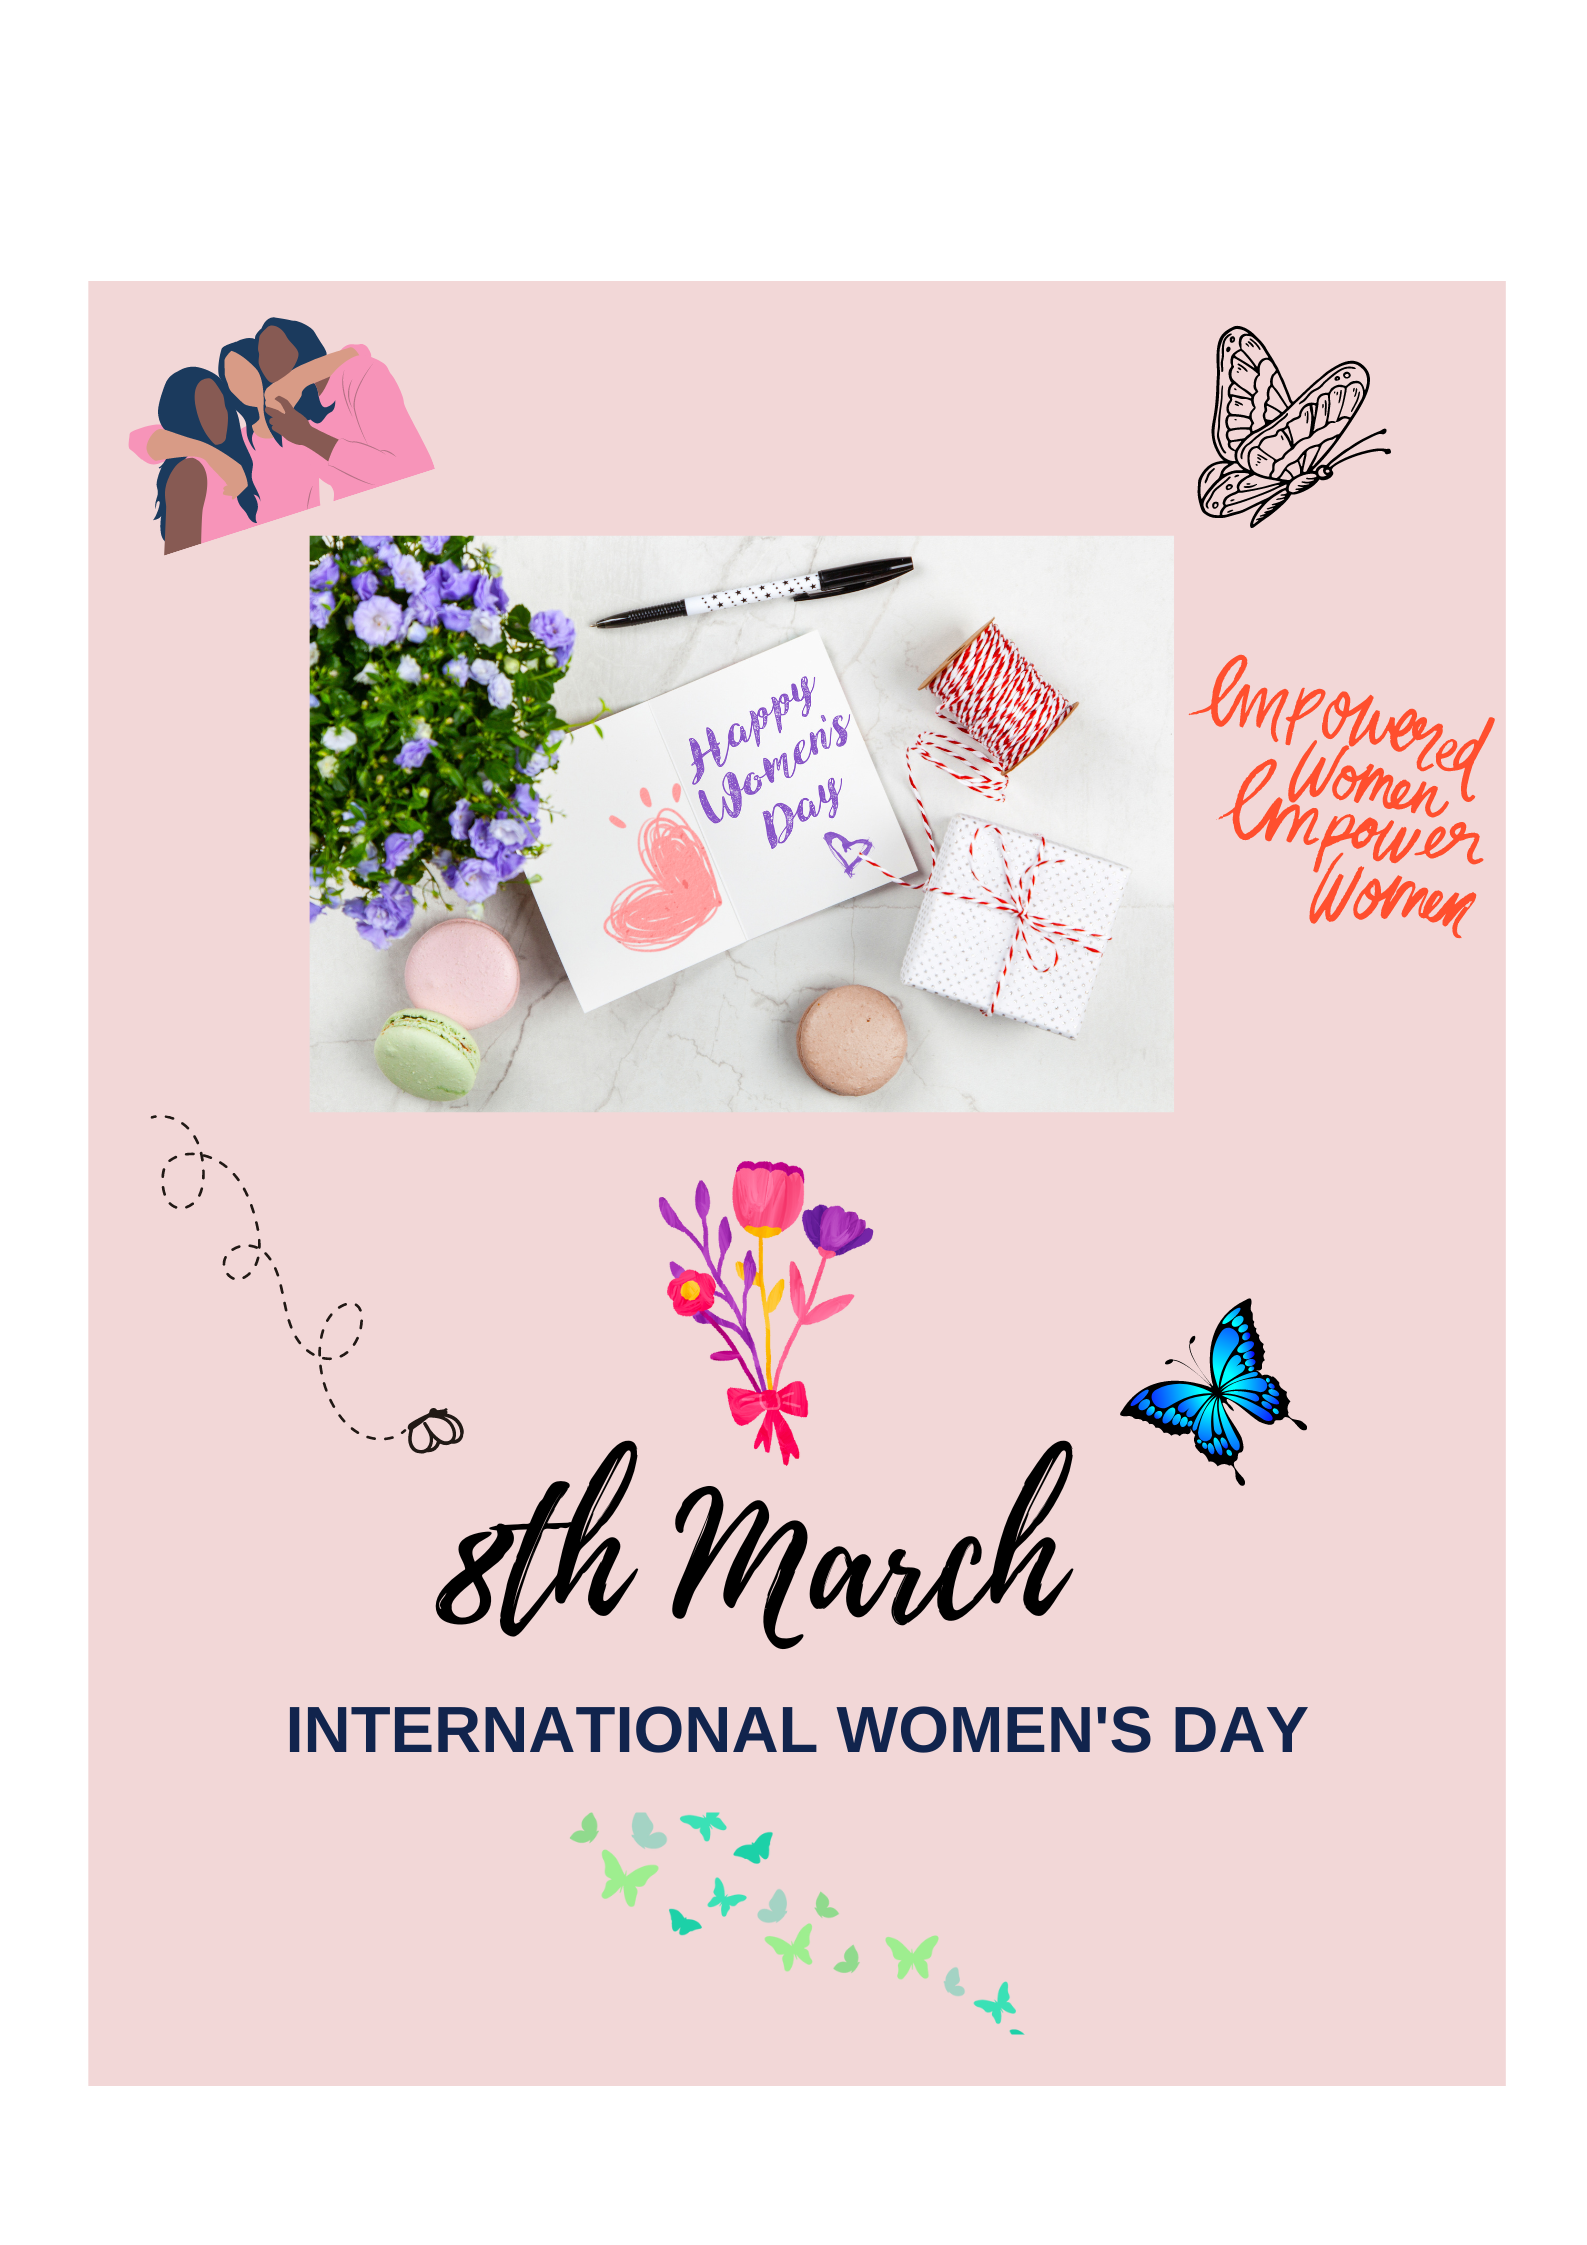 Happy
Women's
Day
Empowered
Women
Empower
Women
8th March
INTERNATIONAL WOMEN'S DAY